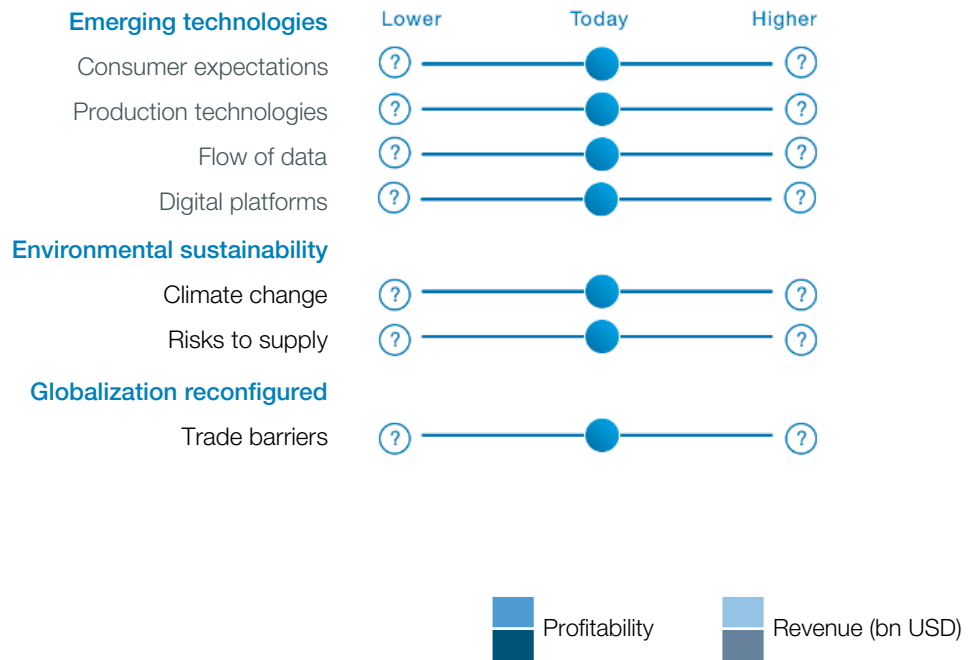 Emerging technologies Lower Today Higher
Consumer expectations ? ?
Production technologies ? ?
Flow of data ? ?
Digital platforms ? ?
Environmental sustainability
Climate change ? ?
Risks to supply ? ?
Globalization reconfigured
Trade barriers ? ?
Profitability Revenue (bn USD)